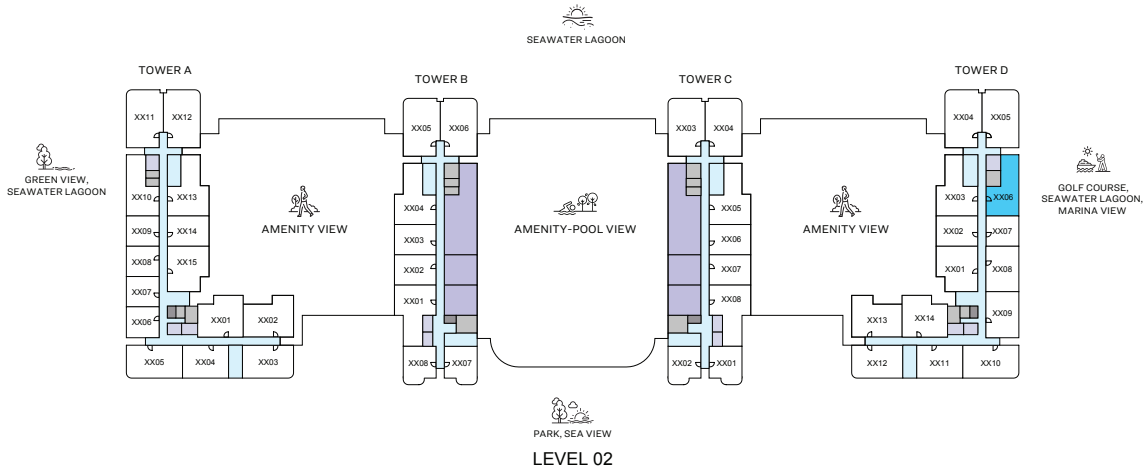 SEAWATER LAGOON
TOWER A
TOWER B
TOWER C
TOWER D
XX11
XX12
XX05
XX06
XX03
XX04
XX04
XX05
GREEN VIEW,
SEAWATER LAGOON
XX10
XX13
XX09
XX14
XX08
XX15
XX07
XX06
XX01
XX02
XX05
XX04
XX03
AMENITY VIEW
XX04
XX03
XX02
XX01
XX08
XX07
AMENITY-POOL VIEW
XX05
XX06
XX07
XX08
XX02
XX01
AMENITY VIEW
XX03
XX06
XX02
XX07
XX01
XX08
XX09
XX13
XX14
XX12
XX11
XX10
GOLF COURSE,
SEAWATER LAGOON,
MARINA VIEW
PARK, SEA VIEW
LEVEL 02